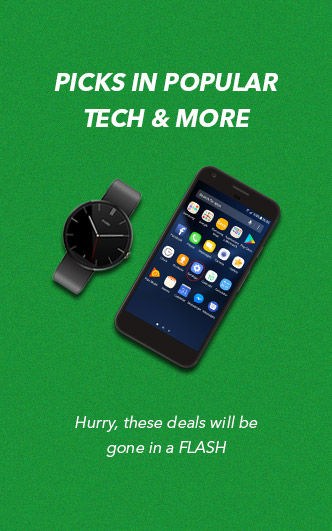 PICKS IN POPULAR
TECH & MORE
Hurry, these deals will be
gone in a FLASH